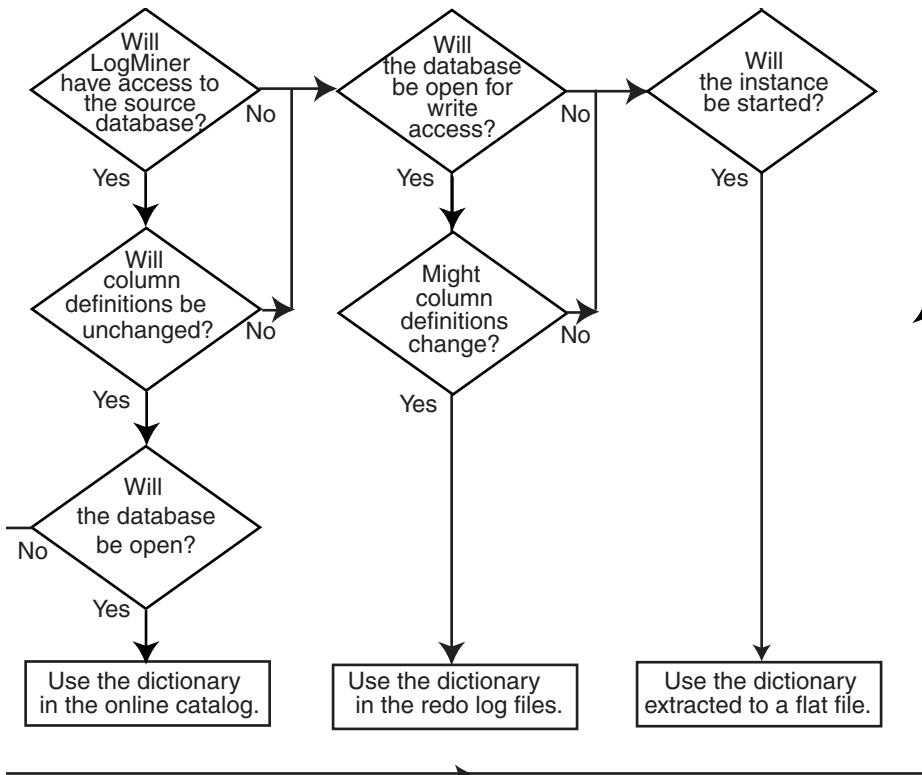 Will
LogMiner
have access to
the source
database?
No
Yes
Will
column
definitions be
unchanged?
No
Yes
Will
the database
be open?
No
Yes
Use the dictionary
in the online catalog.
Will
the database
be open for
write
access?
No
Yes
Might
column
definitions
change?
No
Yes
Use the dictionary
in the redo log files.
Will
the instance
be started?
Yes
Use the dictionary
extracted to a flat file.